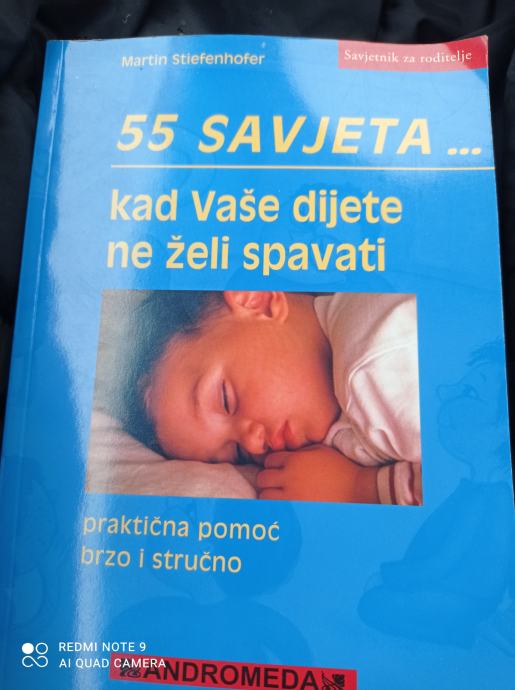 Martin Stiefenhofer
Savjetnik za roditelje
55 SAVJETA ...
kad Vaše dijete
ne želi spavati
praktična pomoć
brzo i stručno
ANDROMEDA
REDMI NOTE 9
AI QUAD CAMERA